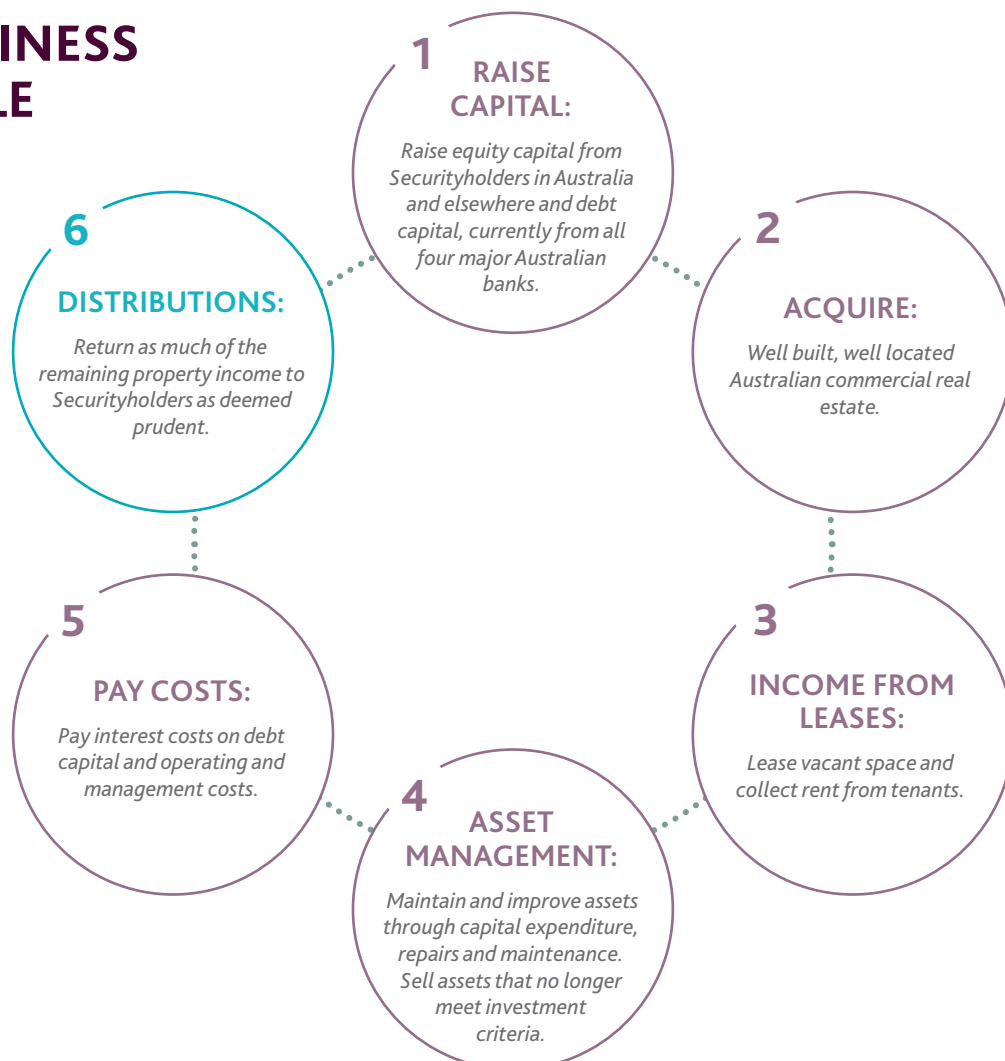 INESS
LE
1
RAISE
CAPITAL:
Raise equity capital from
Securityholders in Australia
and elsewhere and debt
capital, currently from all
four major Australian
banks.
2
ACQUIRE:
Well built, well located
Australian commercial real
estate.
3
INCOME FROM
LEASES:
Lease vacant space and
collect rent from tenants.
4
ASSET
MANAGEMENT:
Maintain and improve assets
through capital expenditure,
repairs and maintenance.
Sell assets that no longer
meet investment
criteria.
5
PAY COSTS:
Pay interest costs on debt
capital and operating and
management costs.
6
DISTRIBUTIONS:
Return as much of the
remaining property income to
Securityholders as deemed
prudent.